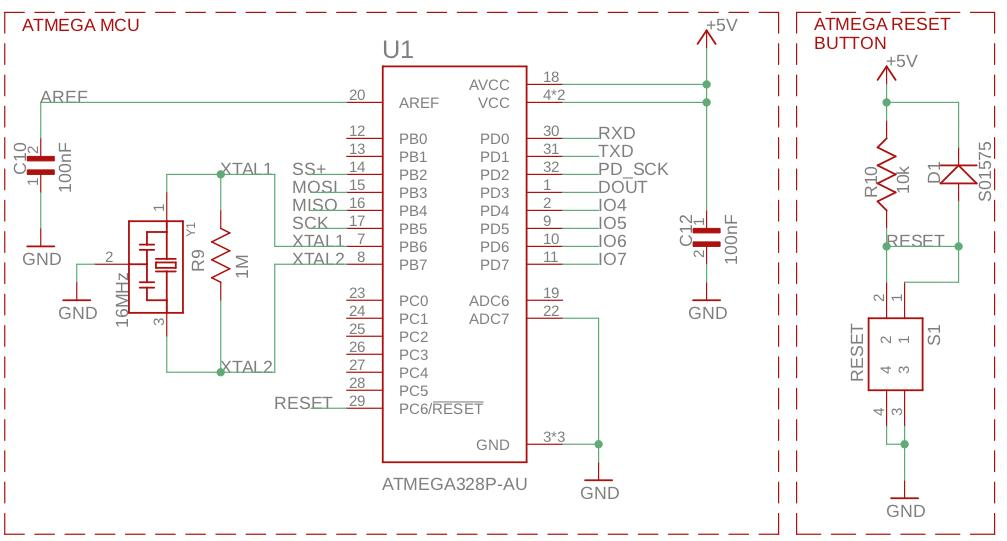 ATMEGA MCU
+5V
U1
AREF
20
AREF
AVCC
18
VCC
4*2
C10
2
1
100nF
GND
12
PB0
PD0
30
RXD
13
PB1
PD1
31
TXD
XTAL1
SS+
14
PB2
PD2
32
PD_SCK
MOSI
15
PB3
PD3
1
DOUT
MISO
16
PB4
PD4
2
IO4
SCK
17
PB5
PD5
9
IO5
XTAL1
7
PB6
PD6
10
IO6
XTAL2
8
PB7
PD7
11
IO7
1
Y1
2
3
16MHz
GND
R9
1M
XTAL2
C12
1
2
100nF
GND
23
PC0
ADC6
19
24
PC1
ADC7
22
25
PC2
26
PC3
27
PC4
28
PC5
RESET
29
PC6/RESET
GND
3*3
GND
ATMEGA328P-AU
ATMEGA RESET
BUTTON
+5V
R10
10k
D1
S01575
RESET
2
1
RESET
2
1
4
3
S1
4
3
GND